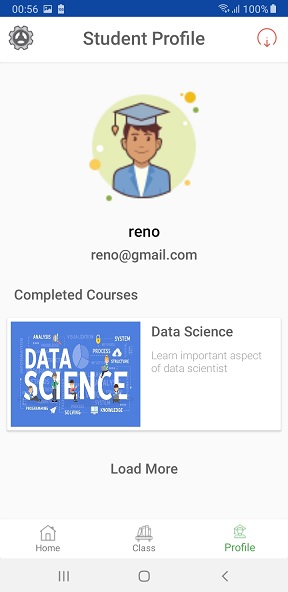 00:56
100%
Student Profile
reno
reno@gmail.com
Completed Courses
ANALYSIS
VISUALIZATION
SYSTEM
PROCESS
STRUCTURE
DATA
SCIENCE
PROGRAMMING
SOLVING
KNOWLEDGE
Data Science
Learn important aspect
of data scientist
Load More
Home
Class
Profile